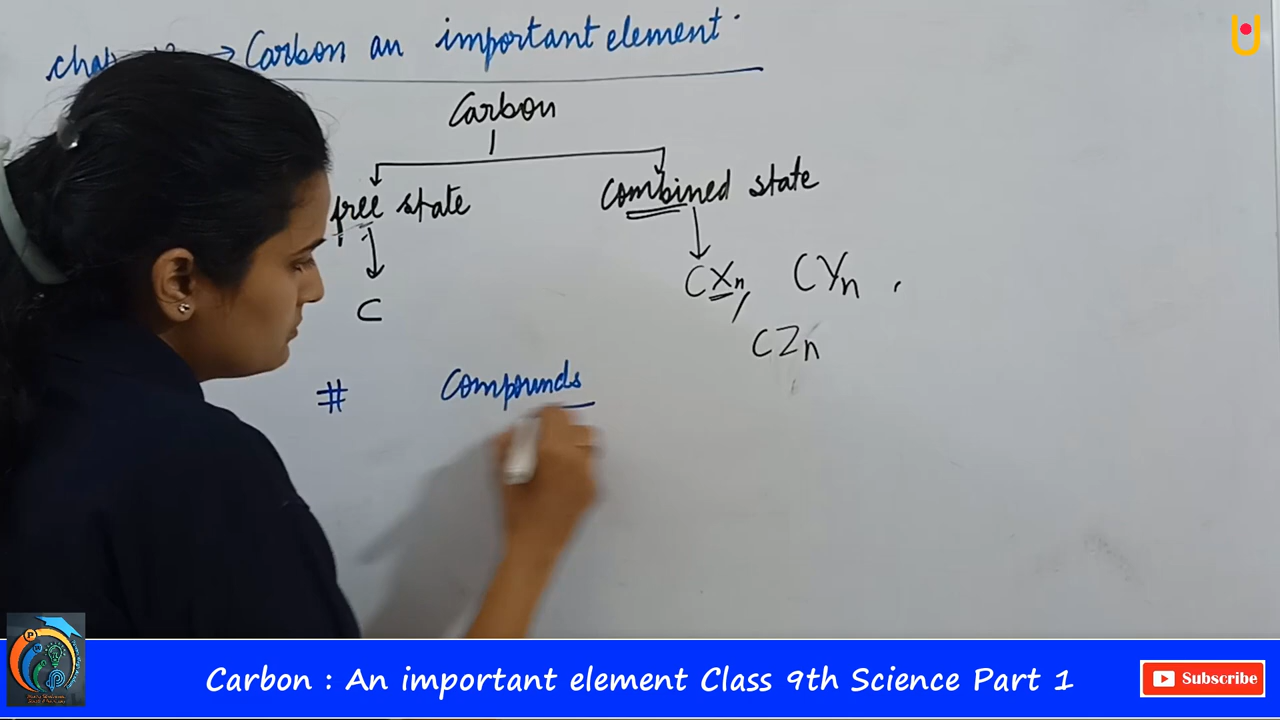 chap → Carbon an important element.
Carbon
free state combined state
C
CXn, CYn,
CZn
# Compounds
Carbon : An important element Class 9th Science Part 1
Subscribe